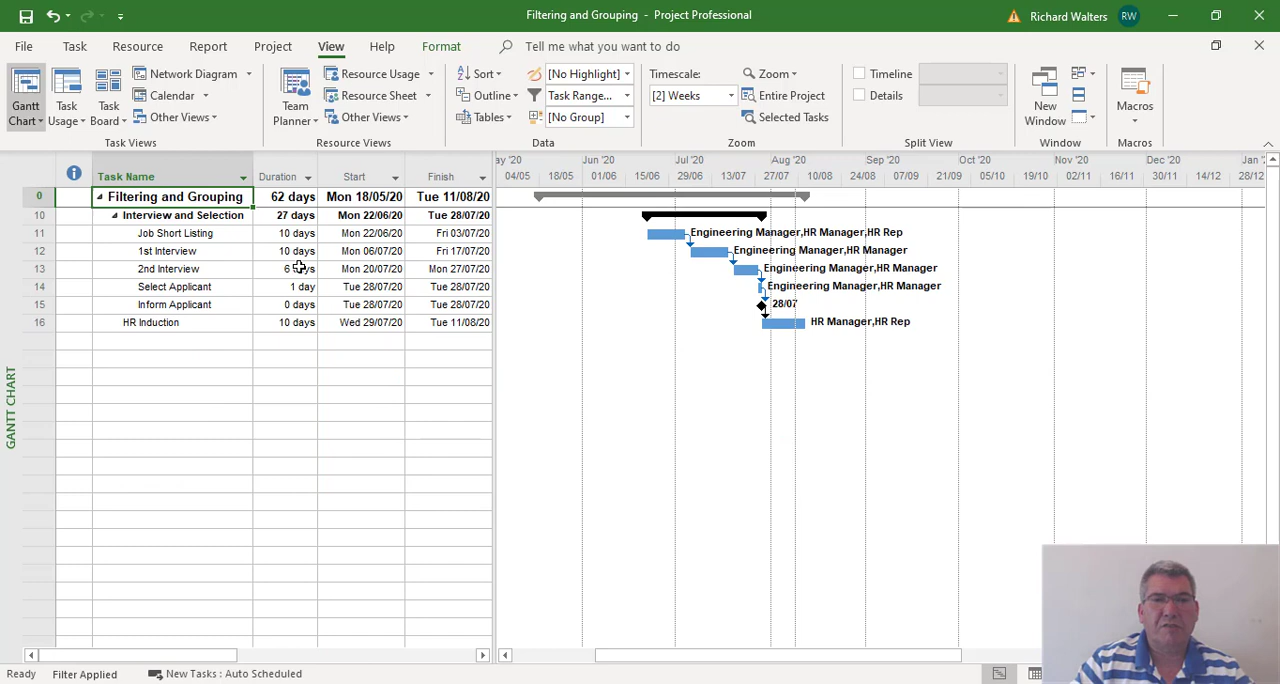 Filtering and Grouping - Project Professional
Richard Walters RW
File Task Resource Report Project View Help Format Tell me what you want to do
Gantt Chart
Task Usage
Task Board
Network Diagram
Calendar
Other Views
Task Views
Team Planner
Resource Usage
Resource Sheet
Other Views
Resource Views
Sort
Outline
Tables
[No Highlight]
Task Range...
[No Group]
Data
Timescale:
[2] Weeks
Zoom
Entire Project
Selected Tasks
Zoom
Timeline
Details
Split View
New Window
Window
Macros
Macros
Task Name Duration Start Finish
ay '20 Jun '20 Jul '20 Aug '20 Sep '20 Oct '20 Nov '20 Dec '20 Jan '
04/05 18/05 01/06 15/06 29/06 13/07 27/07 10/08 24/08 07/09 21/09 05/10 19/10 02/11 16/11 30/11 14/12 28/12
0 Filtering and Grouping 62 days Mon 18/05/20 Tue 11/08/20
10 Interview and Selection 27 days Mon 22/06/20 Tue 28/07/20
11 Job Short Listing 10 days Mon 22/06/20 Fri 03/07/20 Engineering Manager,HR Manager,HR Rep
12 1st Interview 10 days Mon 06/07/20 Fri 17/07/20 Engineering Manager,HR Manager
13 2nd Interview 6 Mon 20/07/20 Mon 27/07/20 Engineering Manager,HR Manager
14 Select Applicant 1 day Tue 28/07/20 Tue 28/07/20 Engineering Manager,HR Manager
15 Inform Applicant 0 days Tue 28/07/20 Tue 28/07/20 28/07
16 HR Induction 10 days Wed 29/07/20 Tue 11/08/20 HR Manager,HR Rep
GANTT CHART
Ready Filter Applied New Tasks : Auto Scheduled